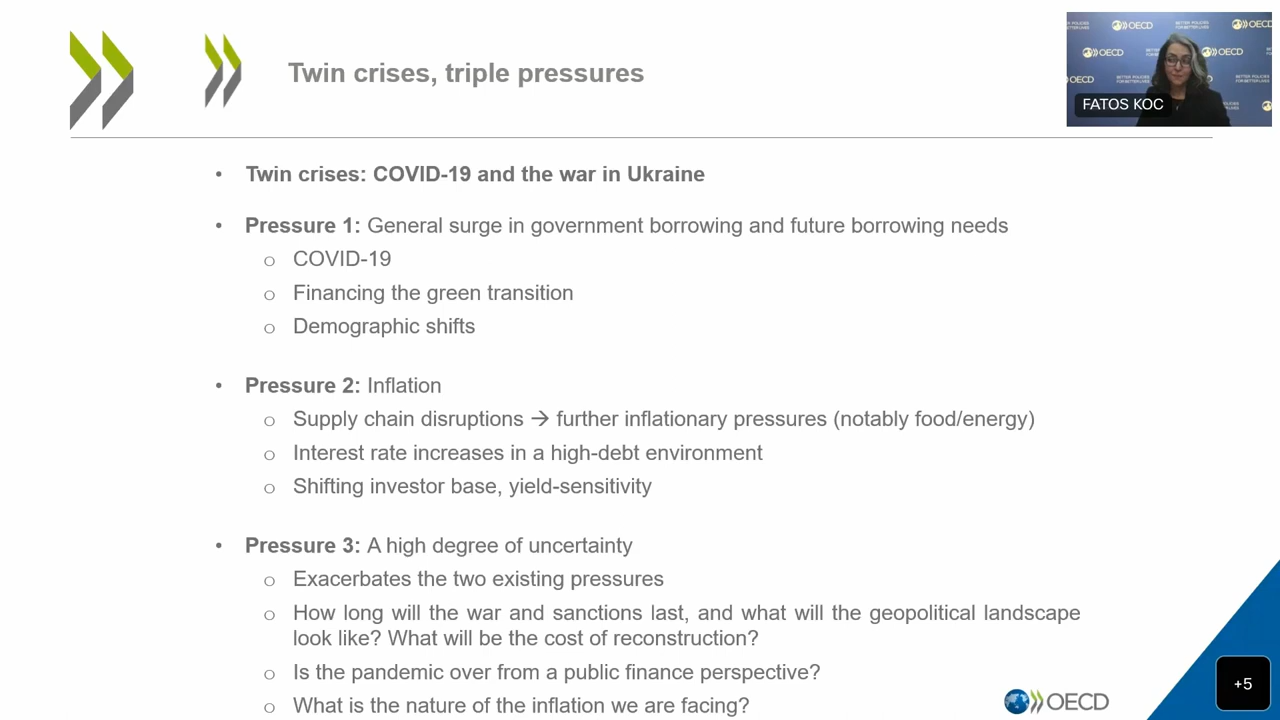 Twin crises, triple pressures
FATOS KOC
• Twin crises: COVID-19 and the war in Ukraine
• Pressure 1: General surge in government borrowing and future borrowing needs
o COVID-19
o Financing the green transition
o Demographic shifts
• Pressure 2: Inflation
o Supply chain disruptions → further inflationary pressures (notably food/energy)
o Interest rate increases in a high-debt environment
o Shifting investor base, yield-sensitivity
• Pressure 3: A high degree of uncertainty
o Exacerbates the two existing pressures
o How long will the war and sanctions last, and what will the geopolitical landscape
look like? What will be the cost of reconstruction?
o Is the pandemic over from a public finance perspective?
o What is the nature of the inflation we are facing?
OECD
+5